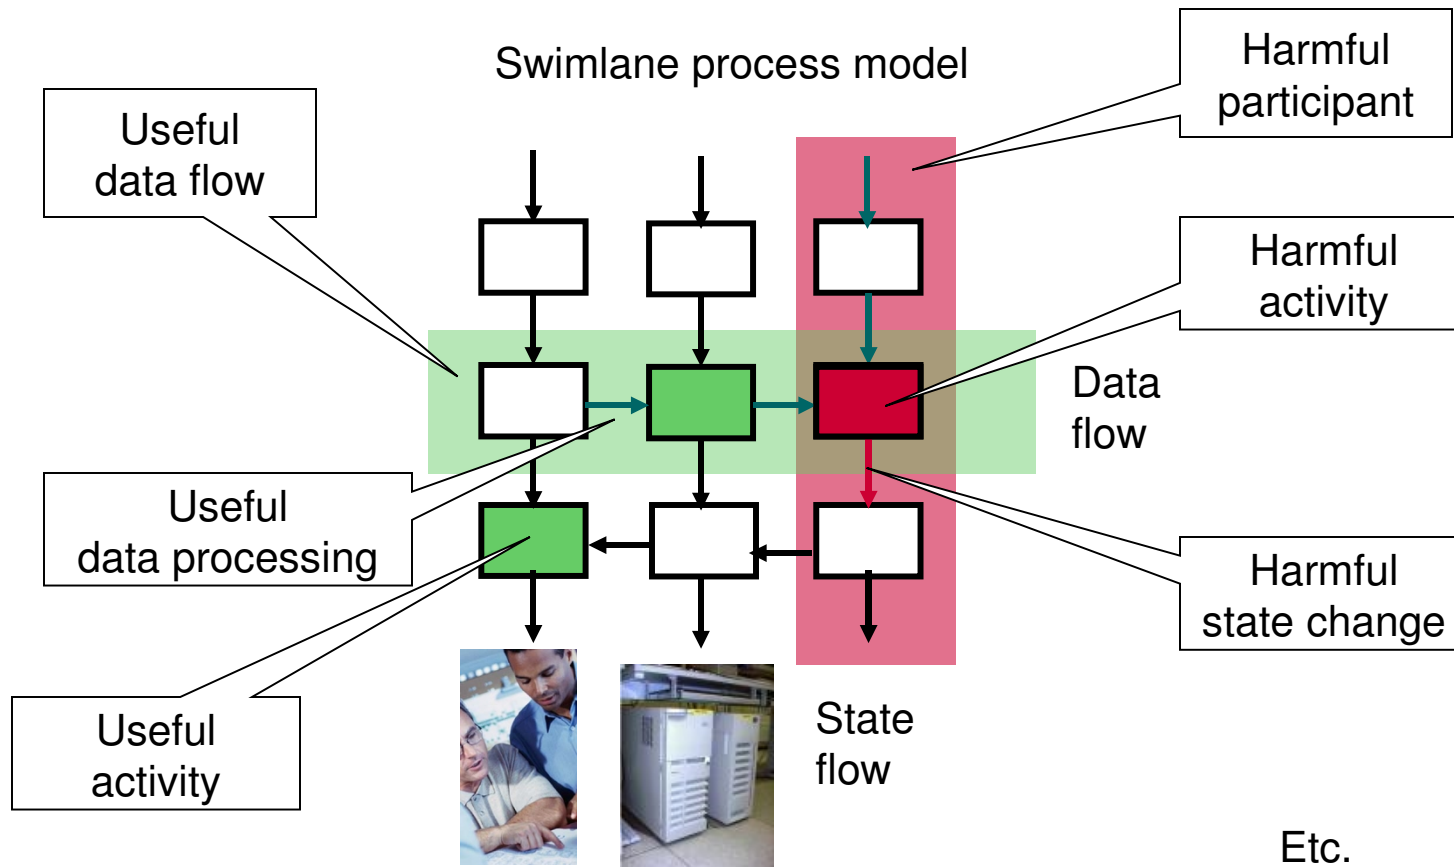 Swimlane process model
Harmful
participant
Useful
data flow
Harmful
activity
Data
flow
Useful
data processing
Harmful
state change
Useful
activity
State
flow
Etc.